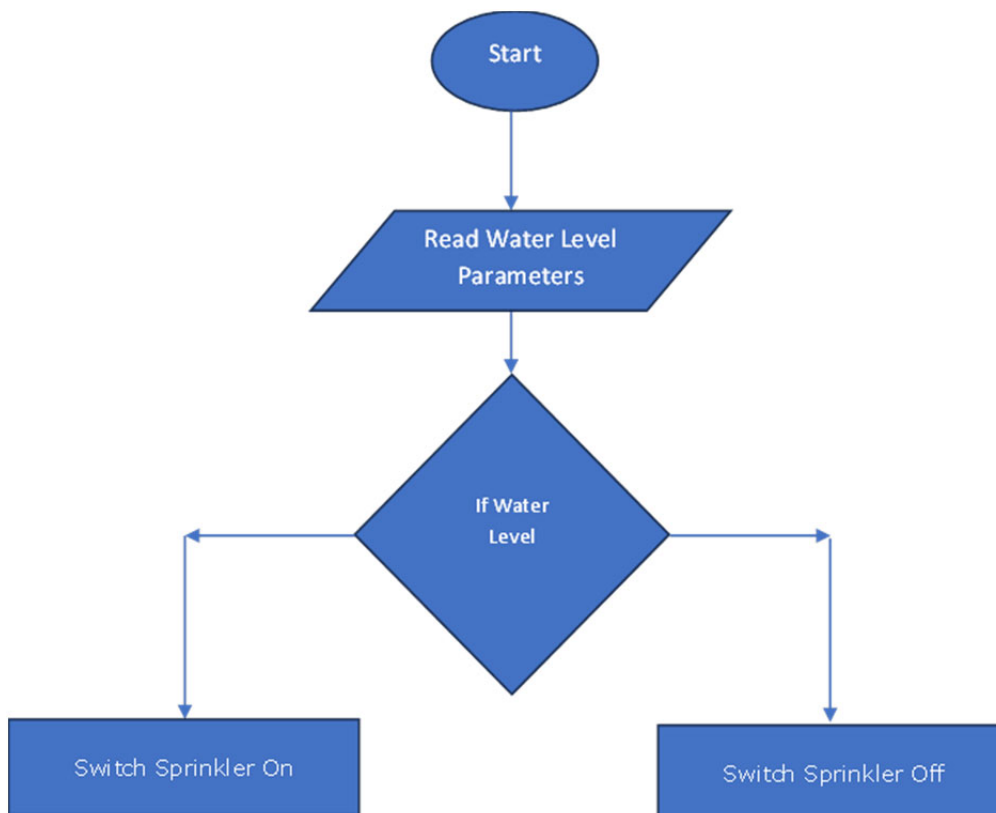 Start
Read Water Level
Parameters
If Water
Level
Switch Sprinkler On
Switch Sprinkler Off